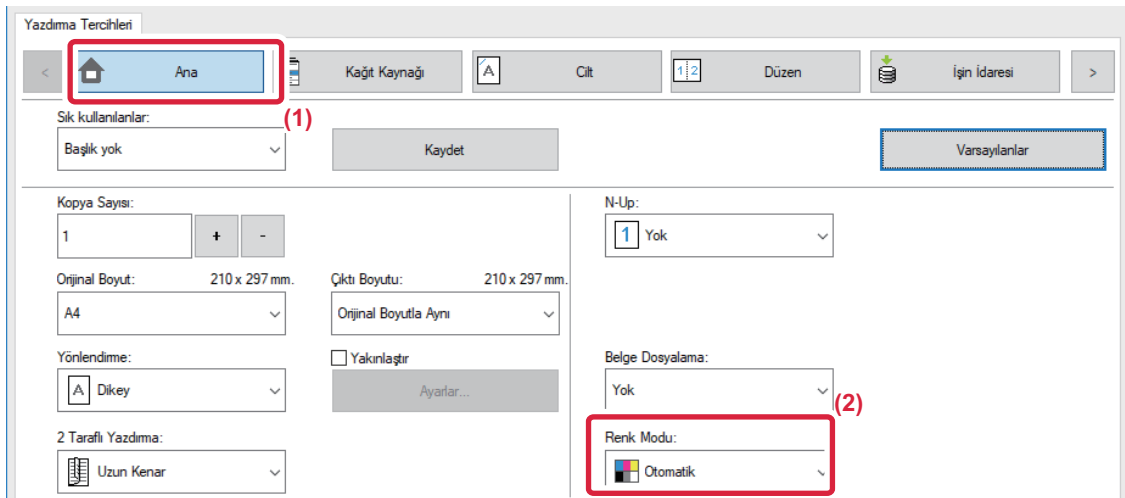 Yazdırma Tercihleri
< Ana Kağıt Kaynağı A Cilt 1 2 Düzen İşin İdaresi >
(1)
Sık kullanılanlar:
Başlık yok Kaydet Varsayılanlar
Kopya Sayısı: N-Up:
1 + - 1 Yok
Orijinal Boyut: 210 x 297 mm. Çıktı Boyutu: 210 x 297 mm.
A4 Orijinal Boyutla Aynı
Yönlendirme: Yakınlaştır Belge Dosyalama:
A Dikey Ayarlar... Yok
(2)
2 Taraflı Yazdırma: Renk Modu:
Uzun Kenar Otomatik